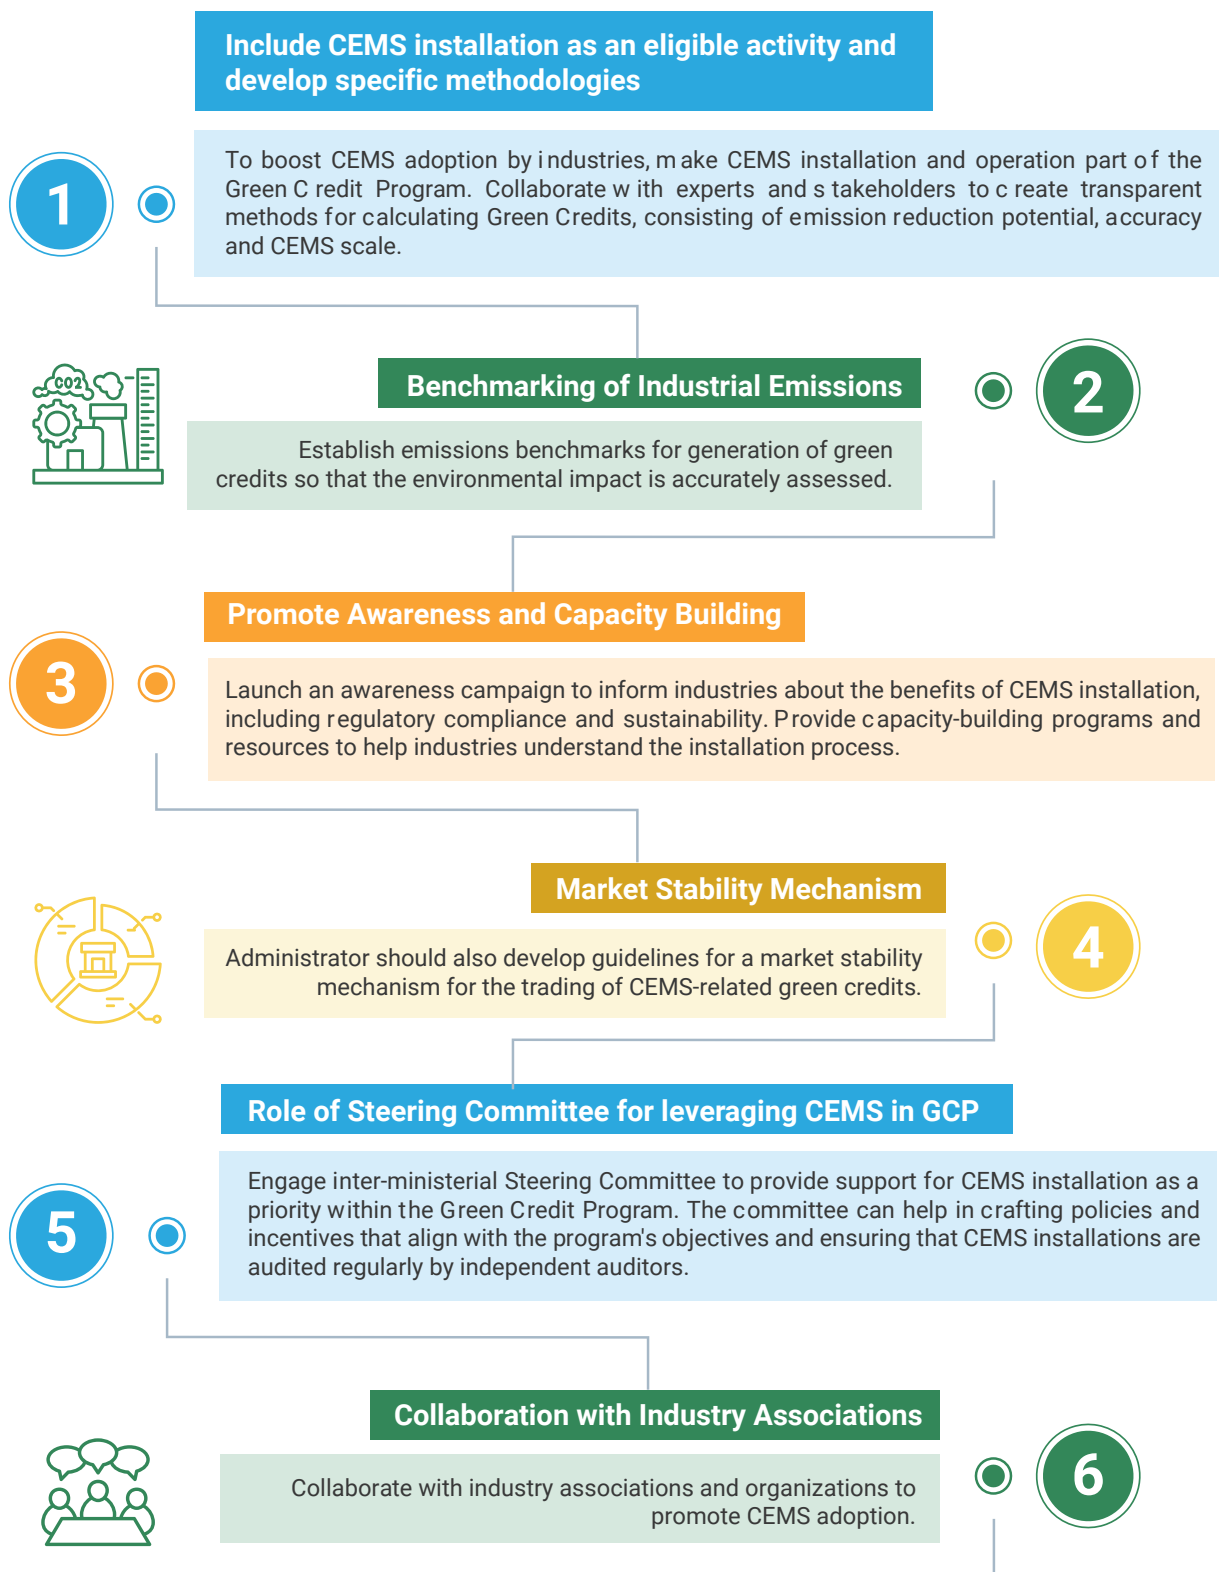 Include CEMS installation as an eligible activity and
develop specific methodologies
1
To boost CEMS adoption by industries, make CEMS installation and operation part of the
Green Credit Program. Collaborate with experts and stakeholders to create transparent
methods for calculating Green Credits, consisting of emission reduction potential, accuracy
and CEMS scale.
CO2
Benchmarking of Industrial Emissions
2
Establish emissions benchmarks for generation of green
credits so that the environmental impact is accurately assessed.
Promote Awareness and Capacity Building
3
Launch an awareness campaign to inform industries about the benefits of CEMS installation,
including regulatory compliance and sustainability. Provide capacity-building programs and
resources to help industries understand the installation process.
Market Stability Mechanism
4
Administrator should also develop guidelines for a market stability
mechanism for the trading of CEMS-related green credits.
Role of Steering Committee for leveraging CEMS in GCP
5
Engage inter-ministerial Steering Committee to provide support for CEMS installation as a
priority within the Green Credit Program. The committee can help in crafting policies and
incentives that align with the program's objectives and ensuring that CEMS installations are
audited regularly by independent auditors.
Collaboration with Industry Associations
6
Collaborate with industry associations and organizations to
promote CEMS adoption.